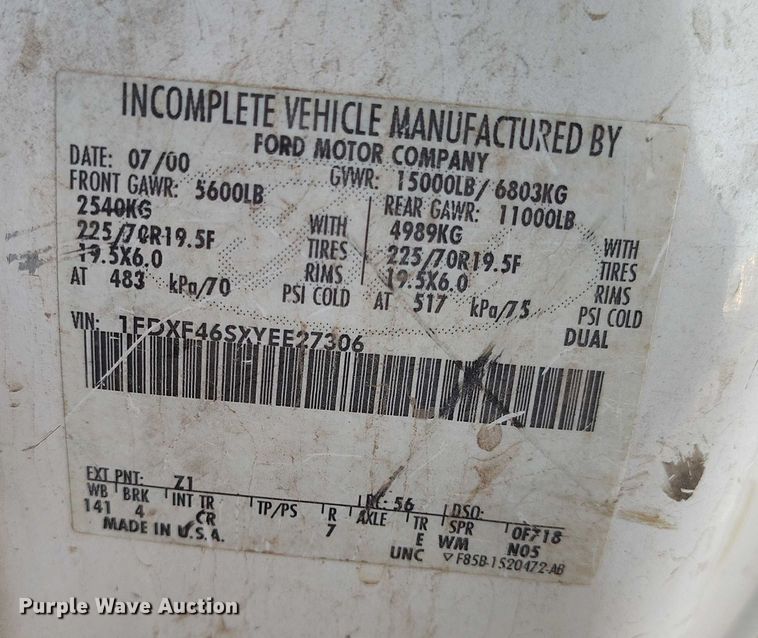 INCOMPLETE VEHICLE MANUFACTURED BY
FORD MOTOR COMPANY
DATE: 07/00 GVWR: 15000LB/ 6803KG
FRONT GAWR: 5600LB REAR GAWR: 11000LB
2540KG WITH 4989KG WITH
225/70R19.5F TIRES 225/70R19.5F TIRES
19.5X6.0 RIMS 19.5X6.0 RIMS
AT 483 kPa/70 PSI COLD AT 517 kPa/75 PSI COLD
DUAL
VIN: 1FDXF46SXYEE27306
EXT PNT: Z1 RC: 56 DSO:
WB BRK INT TR TP/PS R AXLE TR SPR 0F718
141 4 CR 7 E WM N05
MADE IN U.S.A. UNC ▽ F85B-1520472-AB
Purple Wave Auction